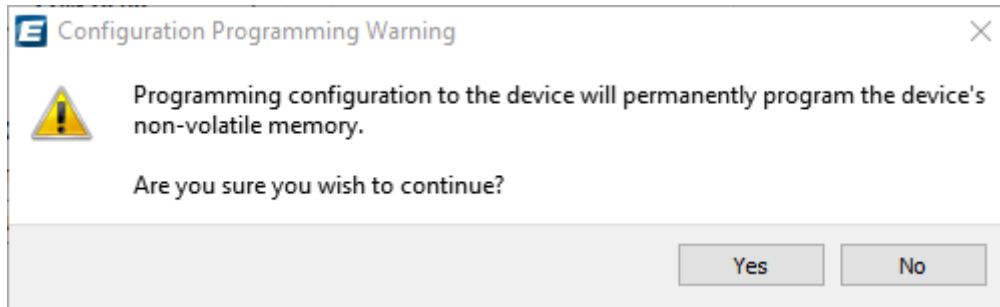 Configuration Programming Warning
Programming configuration to the device will permanently program the device's
non-volatile memory.
Are you sure you wish to continue?
Yes
No